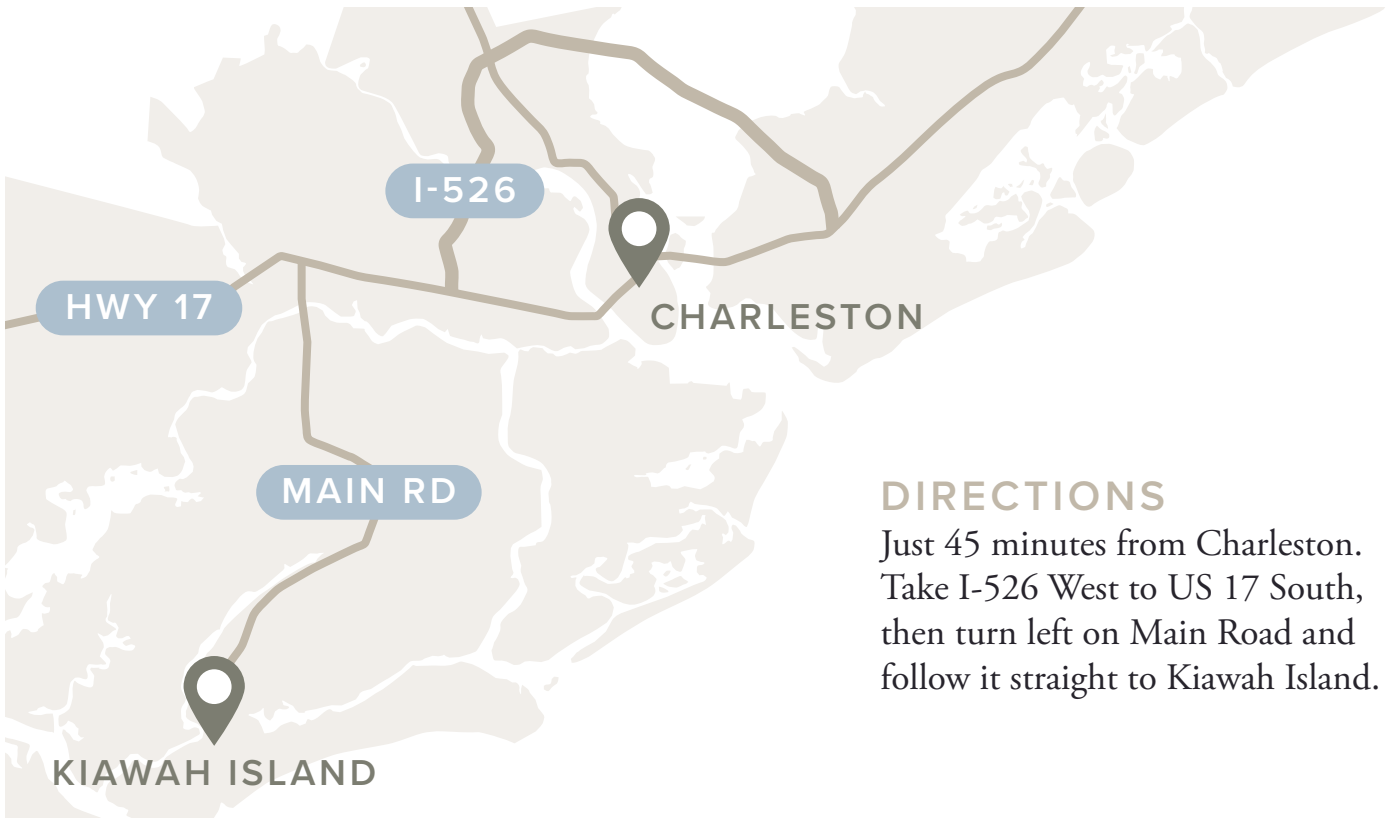 I-526
HWY 17
CHARLESTON
MAIN RD
DIRECTIONS
Just 45 minutes from Charleston.
Take I-526 West to US 17 South,
then turn left on Main Road and
follow it straight to Kiawah Island.
KIAWAH ISLAND